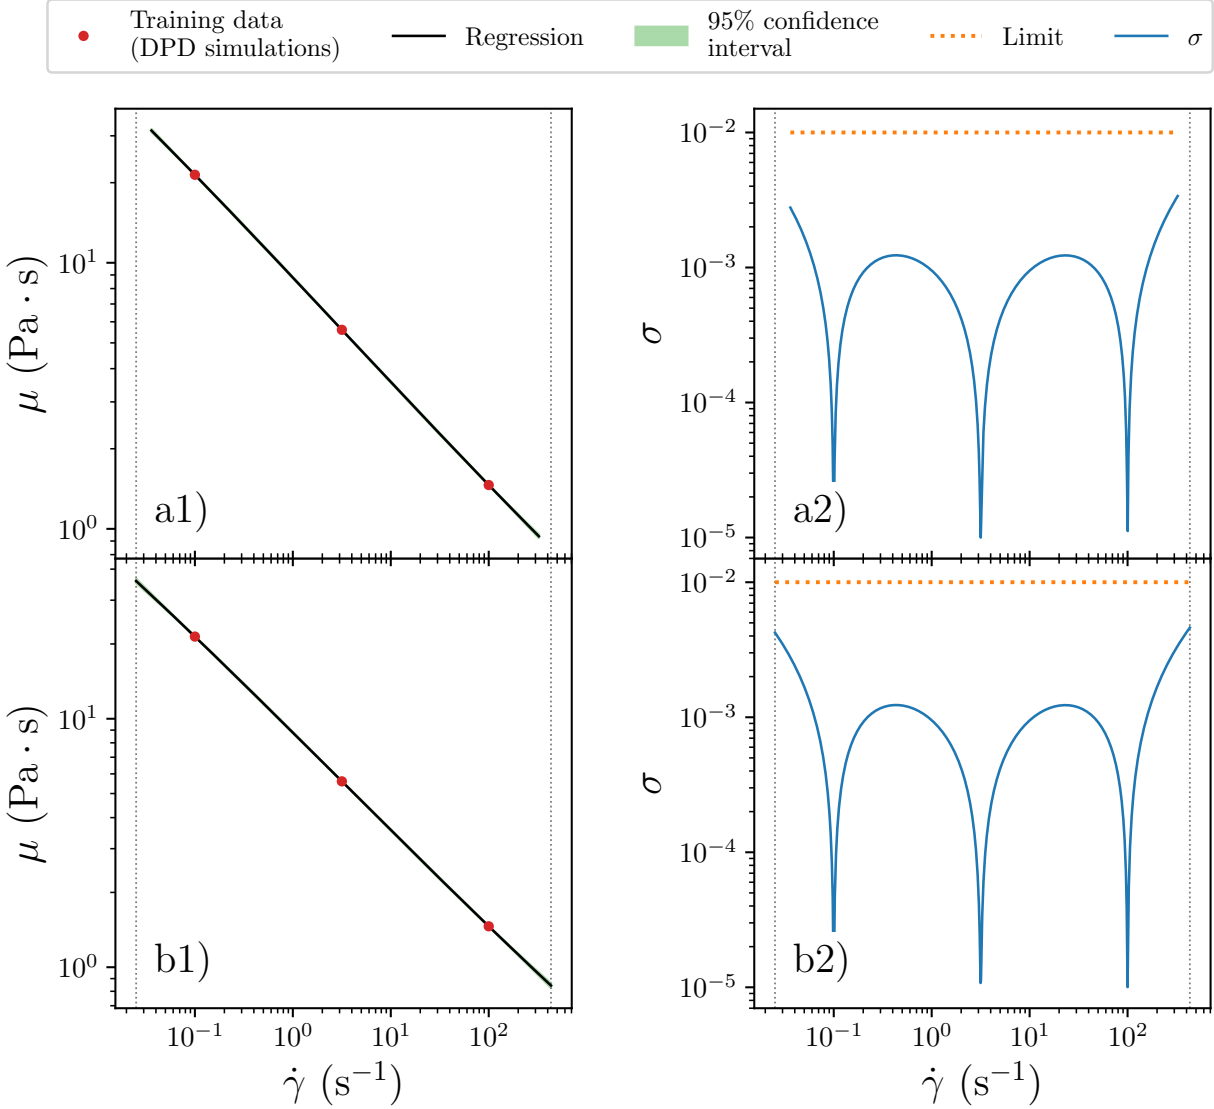 Training data
(DPD simulations)
Regression
95% confidence
interval
Limit
σ
μ (Pa · s)
10¹
10⁰
a1)
σ
10⁻²
10⁻³
10⁻⁴
10⁻⁵
a2)
μ (Pa · s)
10¹
10⁰
b1)
10⁻¹ 10⁰ 10¹ 10²
γ̇ (s⁻¹)
σ
10⁻²
10⁻³
10⁻⁴
10⁻⁵
b2)
10⁻¹ 10⁰ 10¹ 10²
γ̇ (s⁻¹)